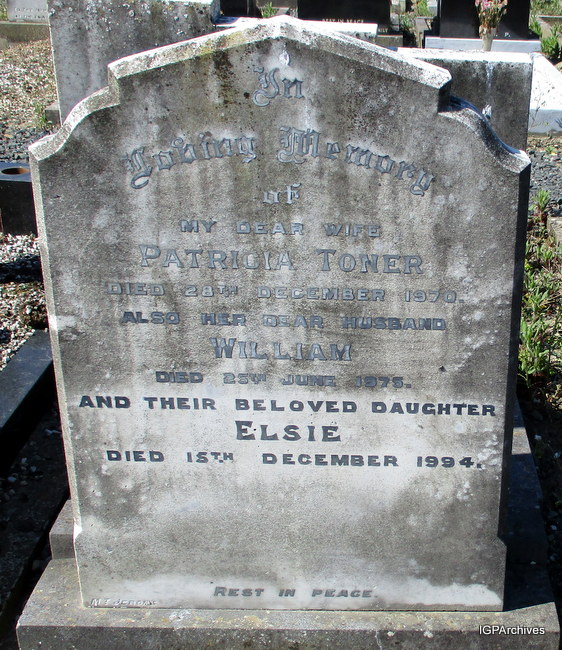 In
Loving Memory
of
MY DEAR WIFE
PATRICIA TONER
DIED 28TH DECEMBER 1970.
ALSO HER DEAR HUSBAND
WILLIAM
DIED 25TH JUNE 1975.
AND THEIR BELOVED DAUGHTER
ELSIE
DIED 15TH DECEMBER 1994.
REST IN PEACE.
IGPArchives